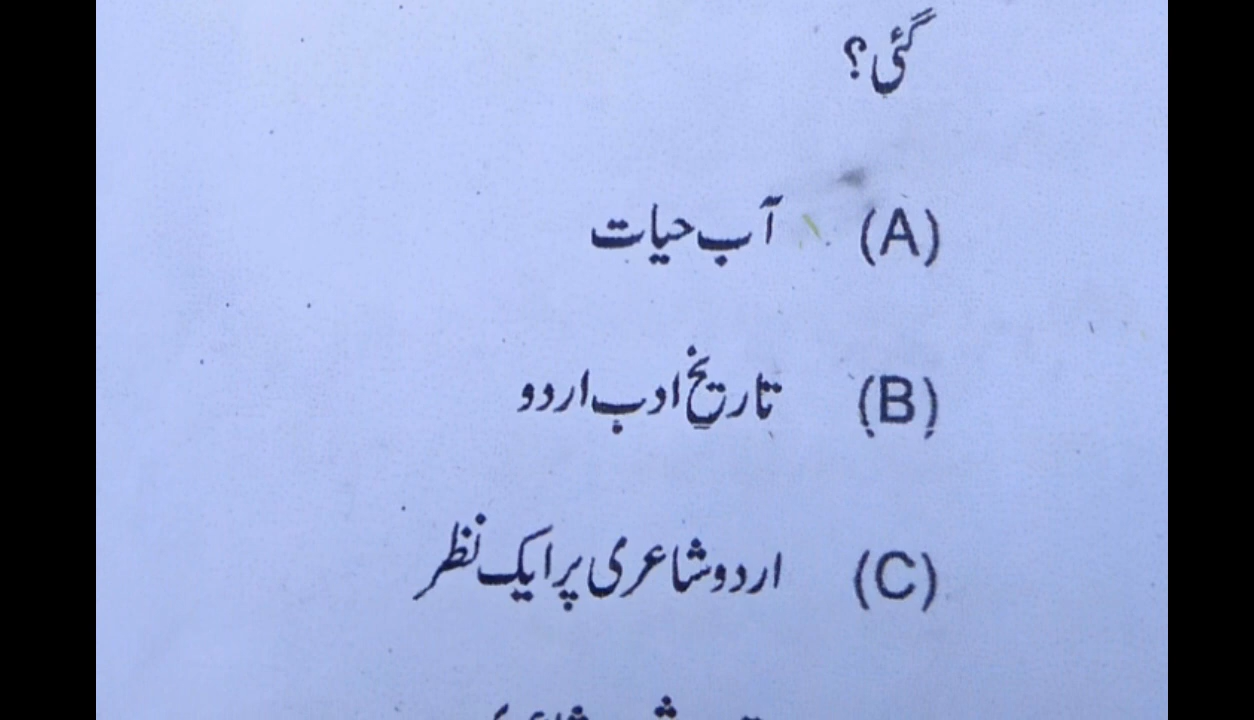 گئی؟
(A) آب حیات
(B) تاریخ ادب اردو
(C) اردو شاعری پر ایک نظر